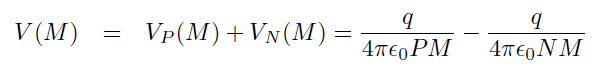 V(M) = V_P(M) + V_N(M) = \frac{q}{4\pi\epsilon_0 PM} - \frac{q}{4\pi\epsilon_0 NM}